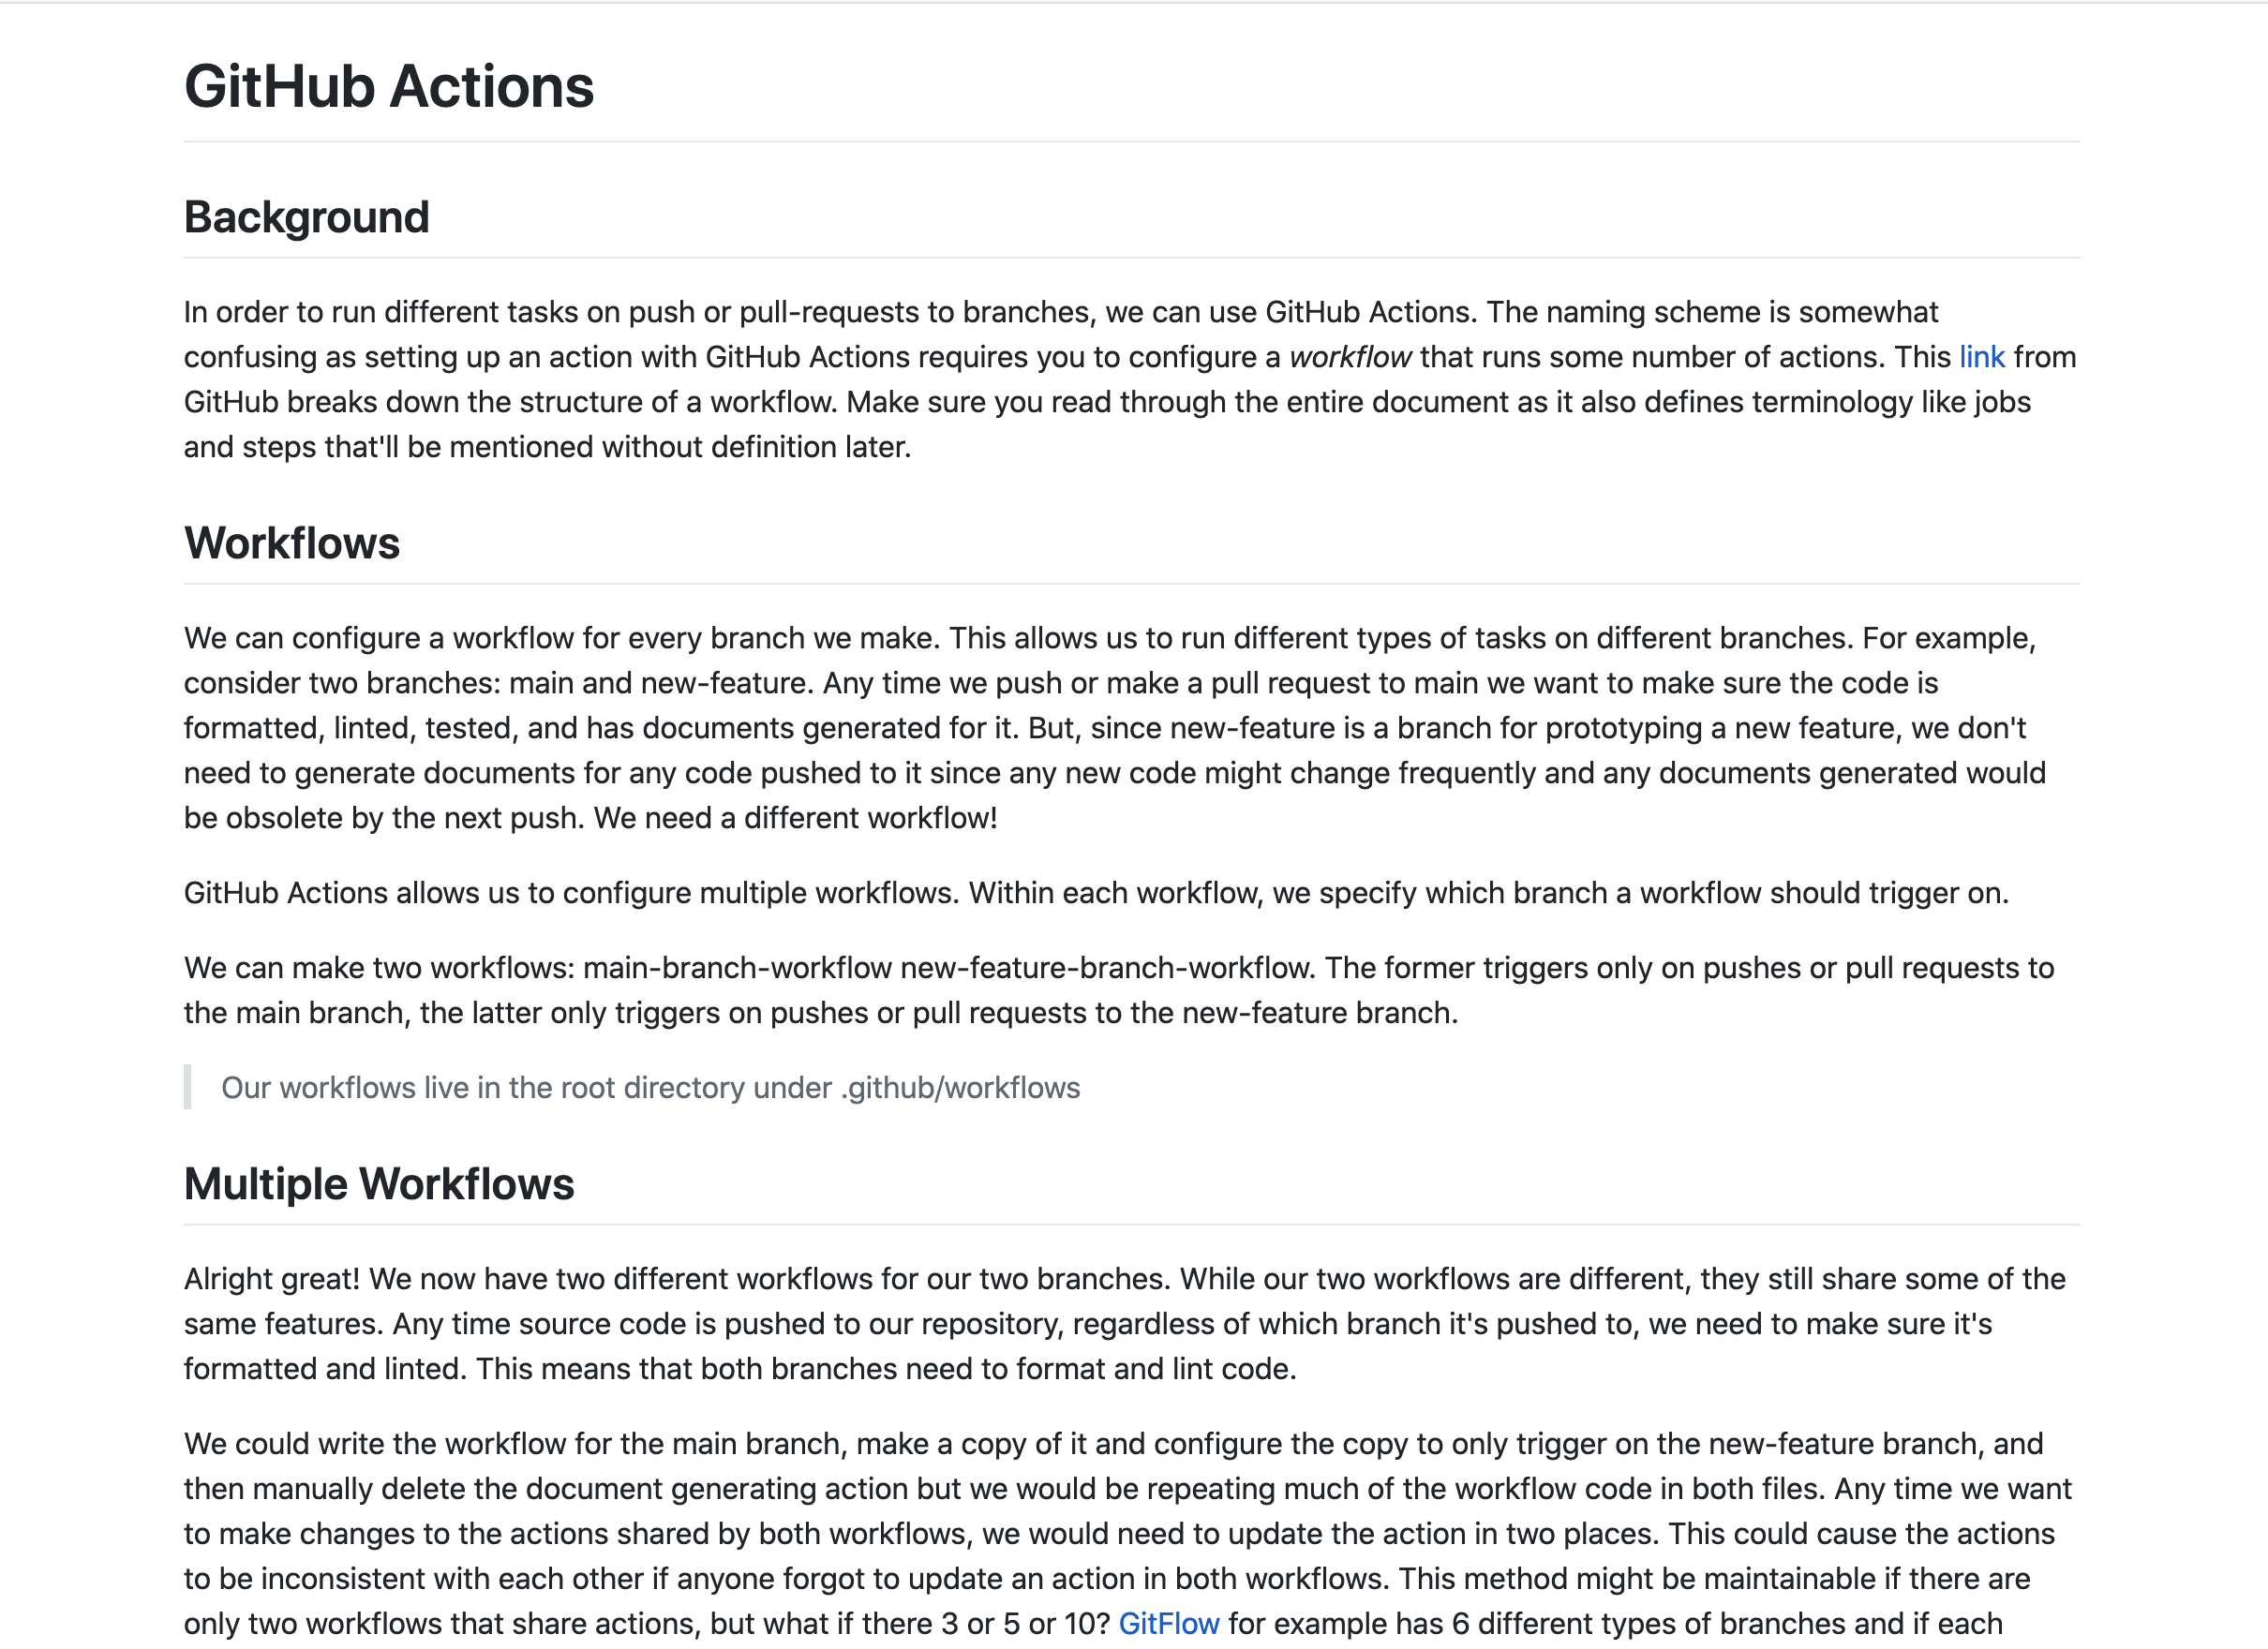 GitHub Actions
Background
In order to run different tasks on push or pull-requests to branches, we can use GitHub Actions. The naming scheme is somewhat
confusing as setting up an action with GitHub Actions requires you to configure a workflow that runs some number of actions. This link from
GitHub breaks down the structure of a workflow. Make sure you read through the entire document as it also defines terminology like jobs
and steps that'll be mentioned without definition later.
Workflows
We can configure a workflow for every branch we make. This allows us to run different types of tasks on different branches. For example,
consider two branches: main and new-feature. Any time we push or make a pull request to main we want to make sure the code is
formatted, linted, tested, and has documents generated for it. But, since new-feature is a branch for prototyping a new feature, we don't
need to generate documents for any code pushed to it since any new code might change frequently and any documents generated would
be obsolete by the next push. We need a different workflow!
GitHub Actions allows us to configure multiple workflows. Within each workflow, we specify which branch a workflow should trigger on.
We can make two workflows: main-branch-workflow new-feature-branch-workflow. The former triggers only on pushes or pull requests to
the main branch, the latter only triggers on pushes or pull requests to the new-feature branch.
Our workflows live in the root directory under .github/workflows
Multiple Workflows
Alright great! We now have two different workflows for our two branches. While our two workflows are different, they still share some of the
same features. Any time source code is pushed to our repository, regardless of which branch it's pushed to, we need to make sure it's
formatted and linted. This means that both branches need to format and lint code.
We could write the workflow for the main branch, make a copy of it and configure the copy to only trigger on the new-feature branch, and
then manually delete the document generating action but we would be repeating much of the workflow code in both files. Any time we want
to make changes to the actions shared by both workflows, we would need to update the action in two places. This could cause the actions
to be inconsistent with each other if anyone forgot to update an action in both workflows. This method might be maintainable if there are
only two workflows that share actions, but what if there 3 or 5 or 10? GitFlow for example has 6 different types of branches and if each